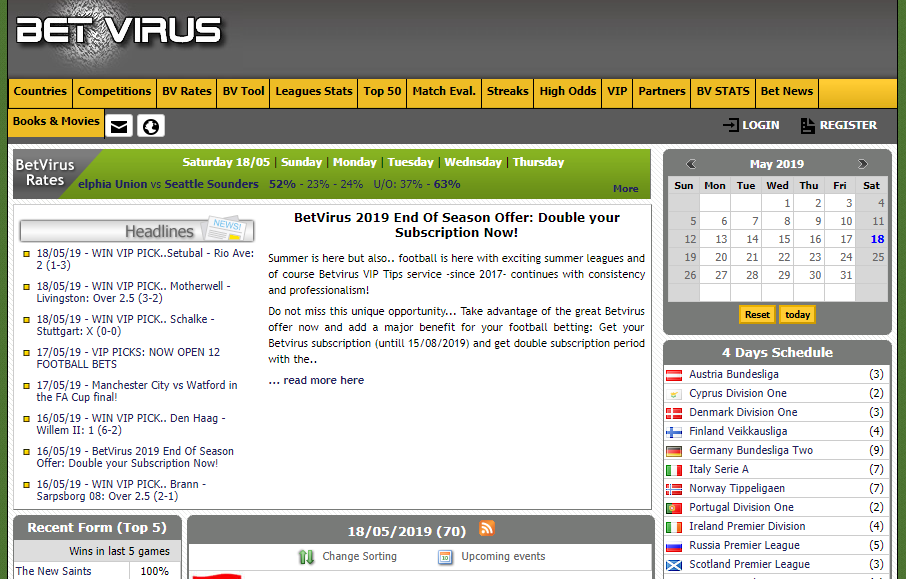 BET VIRUS
Countries Competitions BV Rates BV Tool Leagues Stats Top 50 Match Eval. Streaks High Odds VIP Partners BV STATS Bet News
Books & Movies LOGIN REGISTER
BetVirus
Rates
Saturday 18/05 | Sunday | Monday | Tuesday | Wednsday | Thursday
elphia Union vs Seattle Sounders 52% - 23% - 24% U/O: 37% - 63%
More
Headlines
NEWS!
18/05/19 - WIN VIP PICK..Setubal - Rio Ave:
2 (1-3)
18/05/19 - WIN VIP PICK.. Motherwell -
Livingston: Over 2.5 (3-2)
18/05/19 - WIN VIP PICK.. Schalke -
Stuttgart: X (0-0)
17/05/19 - VIP PICKS: NOW OPEN 12
FOOTBALL BETS
17/05/19 - Manchester City vs Watford in
the FA Cup final!
16/05/19 - WIN VIP PICK.. Den Haag -
Willem II: 1 (6-2)
16/05/19 - BetVirus 2019 End Of Season
Offer: Double your Subscription Now!
16/05/19 - WIN VIP PICK.. Brann -
Sarpsborg 08: Over 2.5 (2-1)
BetVirus 2019 End Of Season Offer: Double your
Subscription Now!
Summer is here but also.. football is here with exciting summer leagues and
of course Betvirus VIP Tips service -since 2017- continues with consistency
and professionalism!
Do not miss this unique opportunity... Take advantage of the great Betvirus
offer now and add a major benefit for your football betting: Get your
Betvirus subscription (untill 15/08/2019) and get double subscription period
with the..
... read more here
May 2019
Sun Mon Tue Wed Thu Fri Sat
1 2 3 4
5 6 7 8 9 10 11
12 13 14 15 16 17 18
19 20 21 22 23 24 25
26 27 28 29 30 31
Reset today
4 Days Schedule
Austria Bundesliga (3)
Cyprus Division One (2)
Denmark Division One (3)
Finland Veikkausliga (4)
Germany Bundesliga Two (9)
Italy Serie A (7)
Norway Tippeligaen (7)
Portugal Division One (2)
Ireland Premier Division (4)
Russia Premier League (5)
Scotland Premier League (3)
Recent Form (Top 5)
Wins in last 5 games
The New Saints 100%
18/05/2019 (70)
Change Sorting Upcoming events